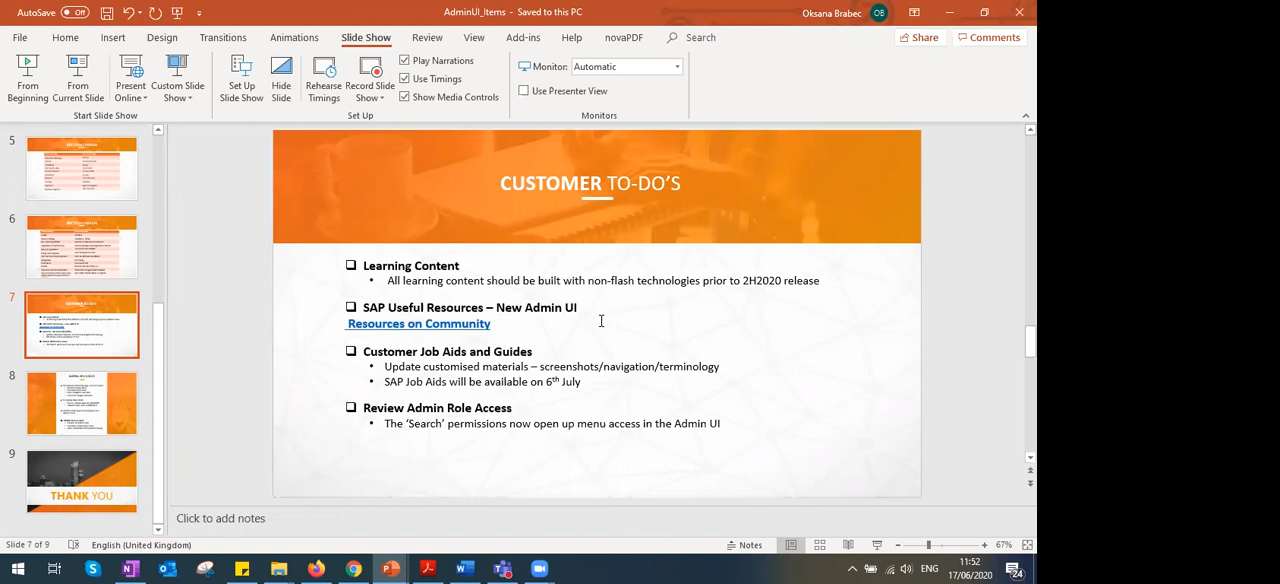 AutoSave Off
AdminUI_Items - Saved to this PC
Oksana Brabec OB
File Home Insert Design Transitions Animations Slide Show Review View Add-ins Help novaPDF Search
Share Comments
From Beginning
From Current Slide
Present Online
Custom Slide Show
Set Up Slide Show
Hide Slide
Rehearse Timings
Record Slide Show
Play Narrations
Use Timings
Show Media Controls
Monitor: Automatic
Use Presenter View
Start Slide Show
Set Up
Monitors
5
6
7
8
9
THANK YOU
CUSTOMER TO-DO'S
Learning Content
• All learning content should be built with non-flash technologies prior to 2H2020 release
SAP Useful Resources – New Admin UI
Resources on Community
Customer Job Aids and Guides
• Update customised materials – screenshots/navigation/terminology
• SAP Job Aids will be available on 6th July
Review Admin Role Access
• The 'Search' permissions now open up menu access in the Admin UI
Click to add notes
Slide 7 of 9
English (United Kingdom)
Notes
67%
ENG
11:52
17/06/2020
24